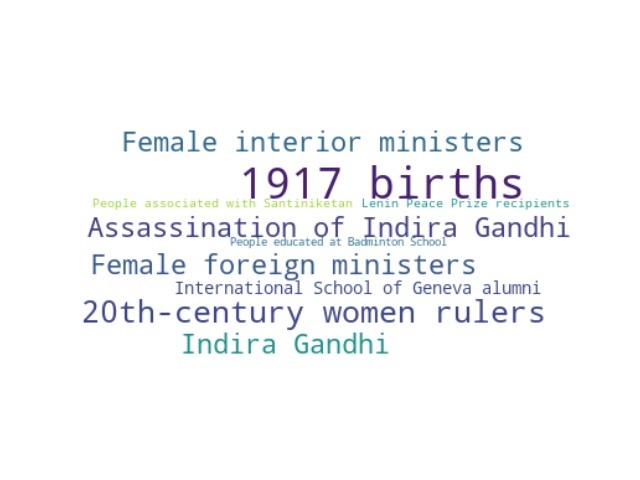 Female interior ministers
1917 births
People associated with Santiniketan Lenin Peace Prize recipients
Assassination of Indira Gandhi
People educated at Badminton School
Female foreign ministers
International School of Geneva alumni
20th-century women rulers
Indira Gandhi